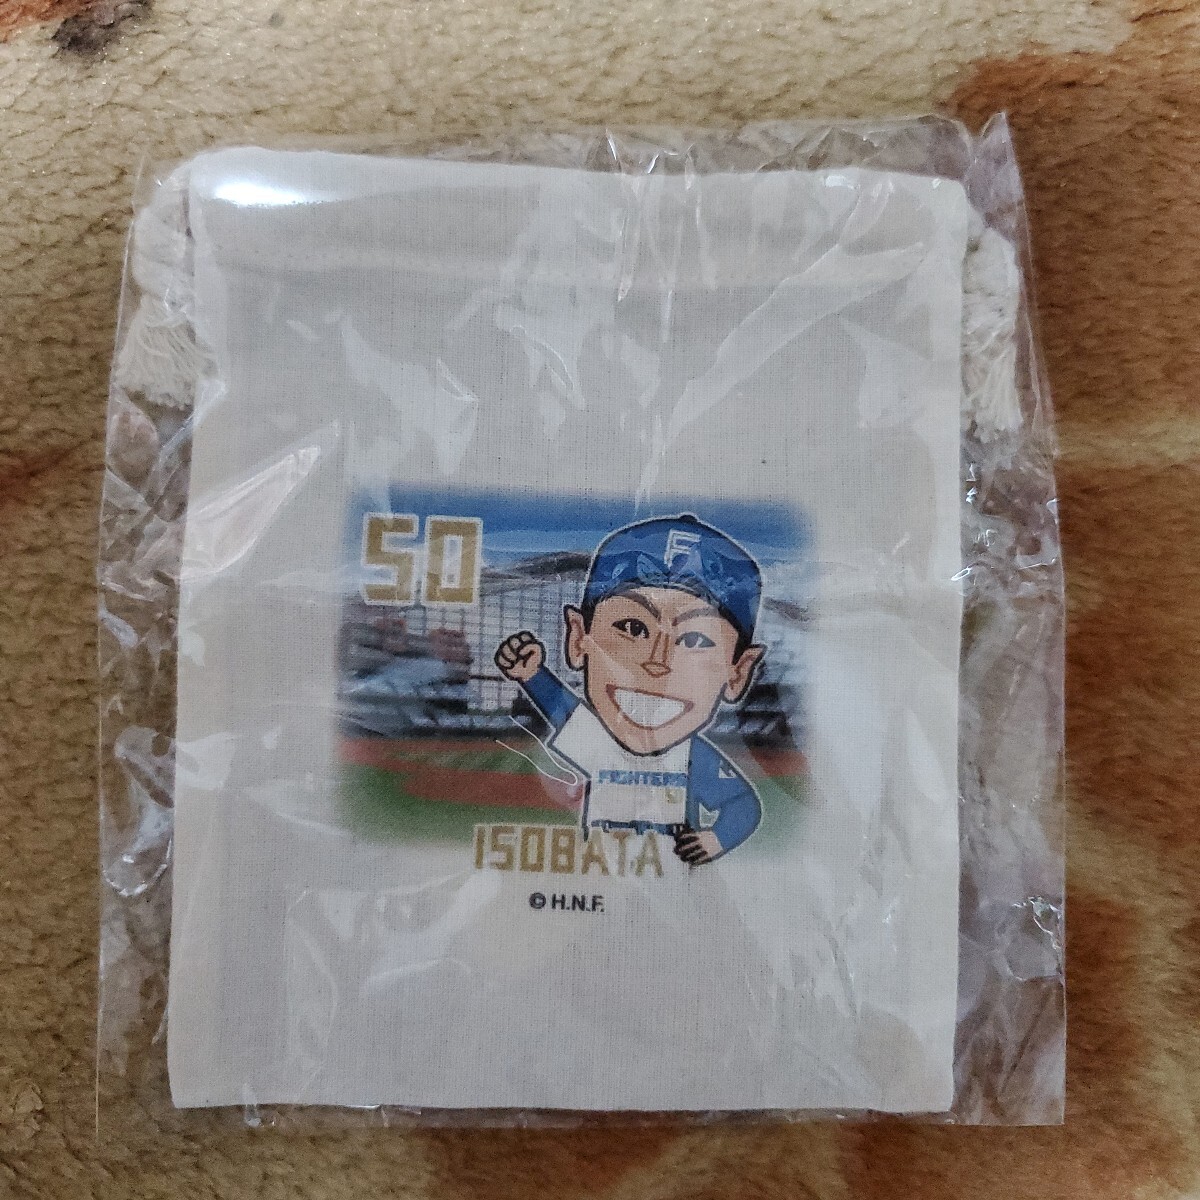 50
F
FIGHTERS
ISOBATA
© H.N.F.